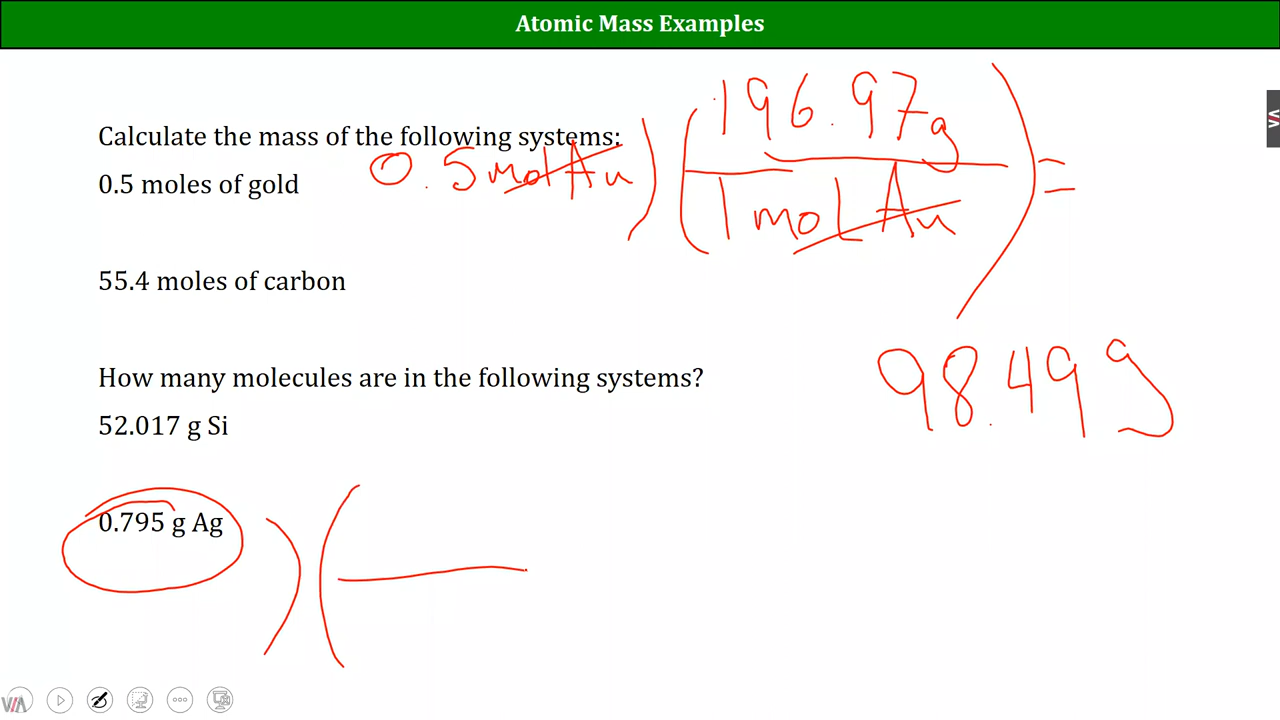 Atomic Mass Examples
Calculate the mass of the following systems:
0.5 moles of gold
0.5 mol Au ) ( 196.97g / 1 mol Au ) =
98.49 g
55.4 moles of carbon
How many molecules are in the following systems?
52.017 g Si
0.795 g Ag